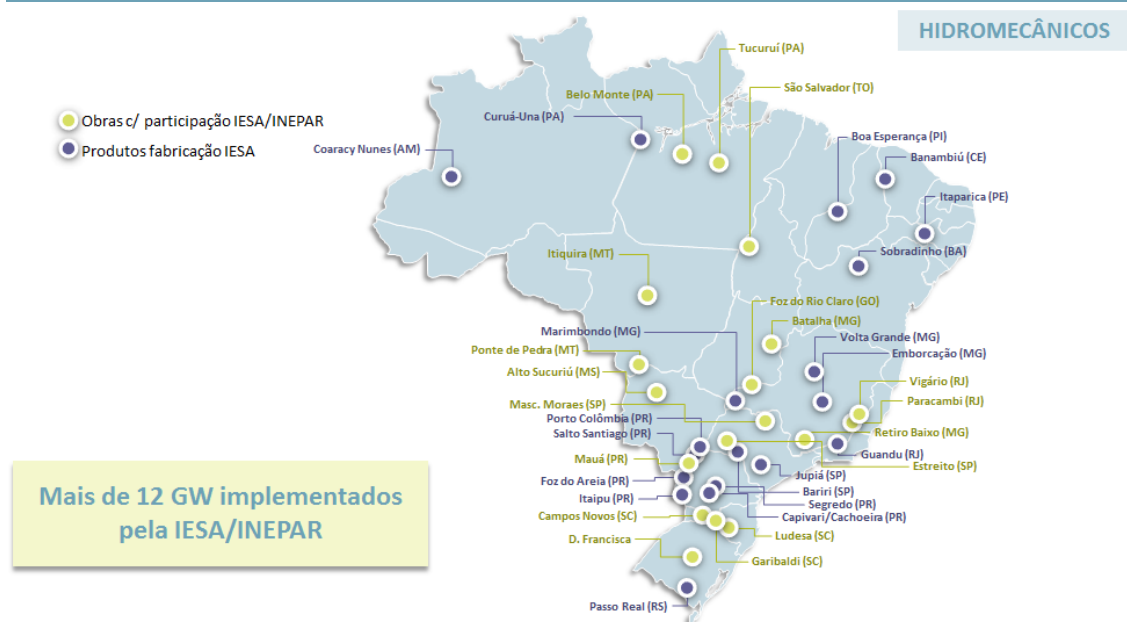 HIDROMECÂNICOS
Tucuruí (PA)
São Salvador (TO)
Belo Monte (PA)
Curuá-Una (PA)
Obras c/ participação IESA/INEPAR
Produtos fabricação IESA
Coaracy Nunes (AM)
Boa Esperança (PI)
Banambiú (CE)
Itaparica (PE)
Itiquira (MT)
Sobradinho (BA)
Foz do Rio Claro (GO)
Batalha (MG)
Marimbondo (MG)
Volta Grande (MG)
Ponte de Pedra (MT)
Emborcação (MG)
Alto Sucuriú (MS)
Vigário (RJ)
Masc. Moraes (SP)
Paracambi (RJ)
Porto Colômbia (PR)
Salto Santiago (PR)
Retiro Baixo (MG)
Mauá (PR)
Guandu (RJ)
Estreito (SP)
Foz do Areia (PR)
Jupiá (SP)
Itaipu (PR)
Bariri (SP)
Segredo (PR)
Campos Novos (SC)
Capivari/Cachoeira (PR)
D. Francisca
Ludesa (SC)
Garibaldi (SC)
Passo Real (RS)
Mais de 12 GW implementados
pela IESA/INEPAR